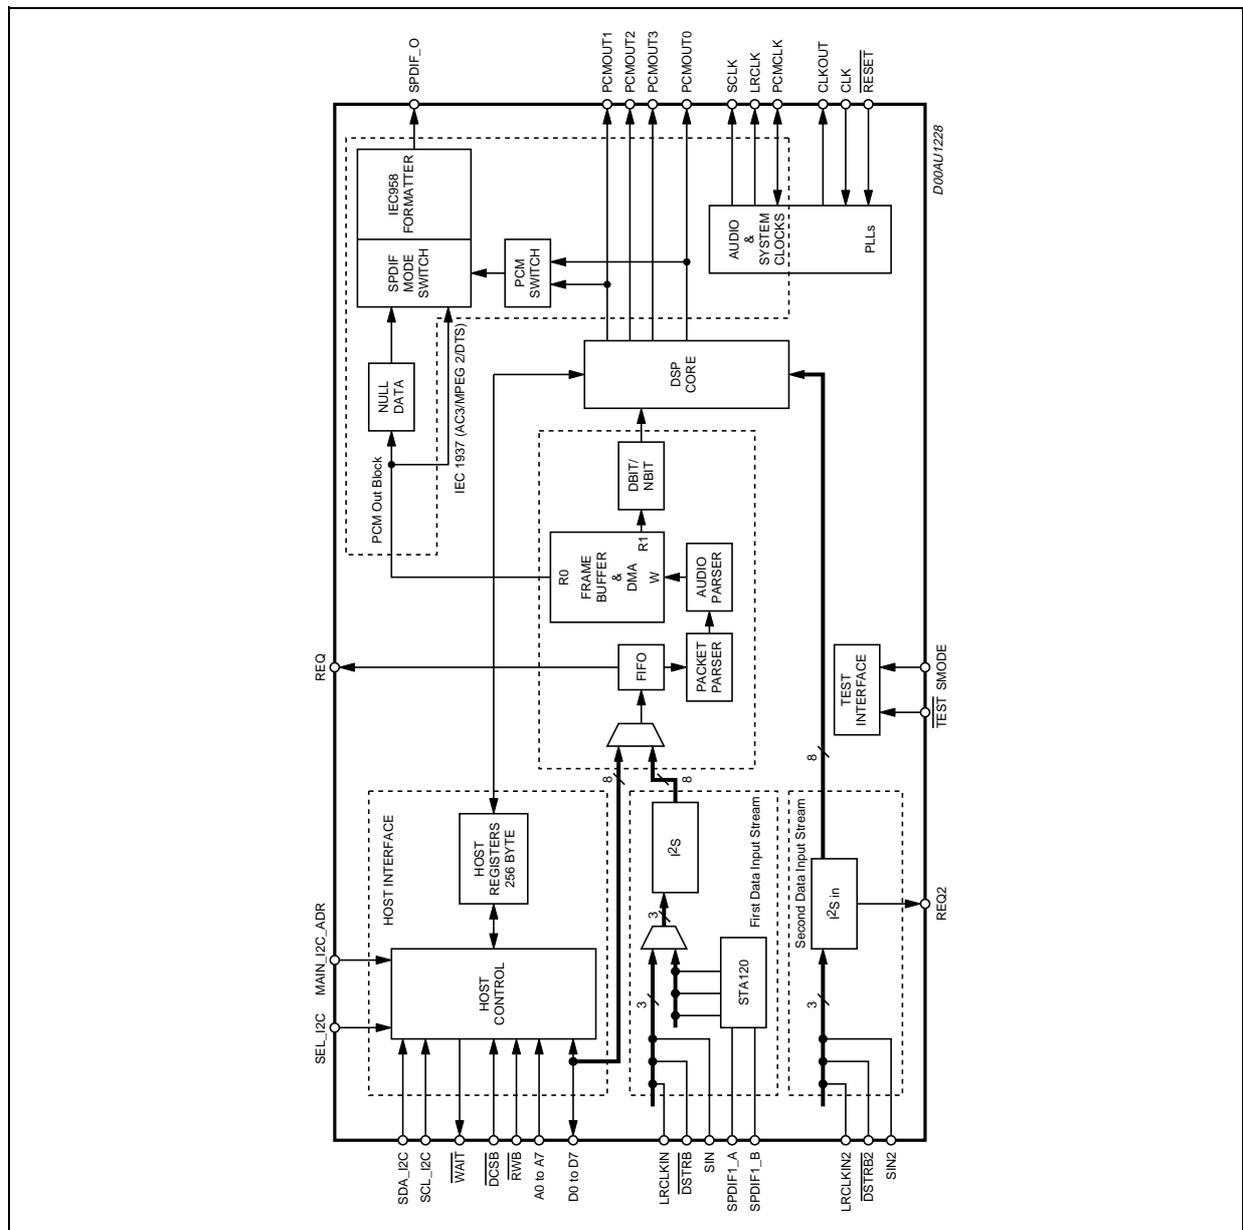 SPDIF_O
PCMOUT1
PCMOUT2
PCMOUT3
PCMOUT0
SCLK
LRCLK
PCMCLK
CLKOUT
CLK
RESET
D00AU1228
IEC958
FORMATTER
SPDIF
MODE
SWITCH
PCM
SWITCH
AUDIO
&
SYSTEM
CLOCKS
PLLs
NULL
DATA
PCM Out Block
IEC 1937 (AC3/MPEG 2/DTS)
DSP
CORE
DBIT/
NBIT
R0
FRAME
BUFFER
&
DMA
R1
W
AUDIO
PARSER
PACKET
PARSER
FIFO
REQ
TEST
INTERFACE
SMODE
TEST
8
8
8
HOST INTERFACE
HOST
REGISTERS
256 BYTE
HOST
CONTROL
MAIN_I2C_ADR
SEL_I2C
I2S
First Data Input Stream
3
3
STA120
Second Data Input Stream
I2S in
3
REQ2
SDA_I2C
SCL_I2C
WAIT
DCSB
RWB
A0 to A7
D0 to D7
LRCLKIN
DSTRB
SIN
SPDIF1_A
SPDIF1_B
LRCLKIN2
DSTRB2
SIN2